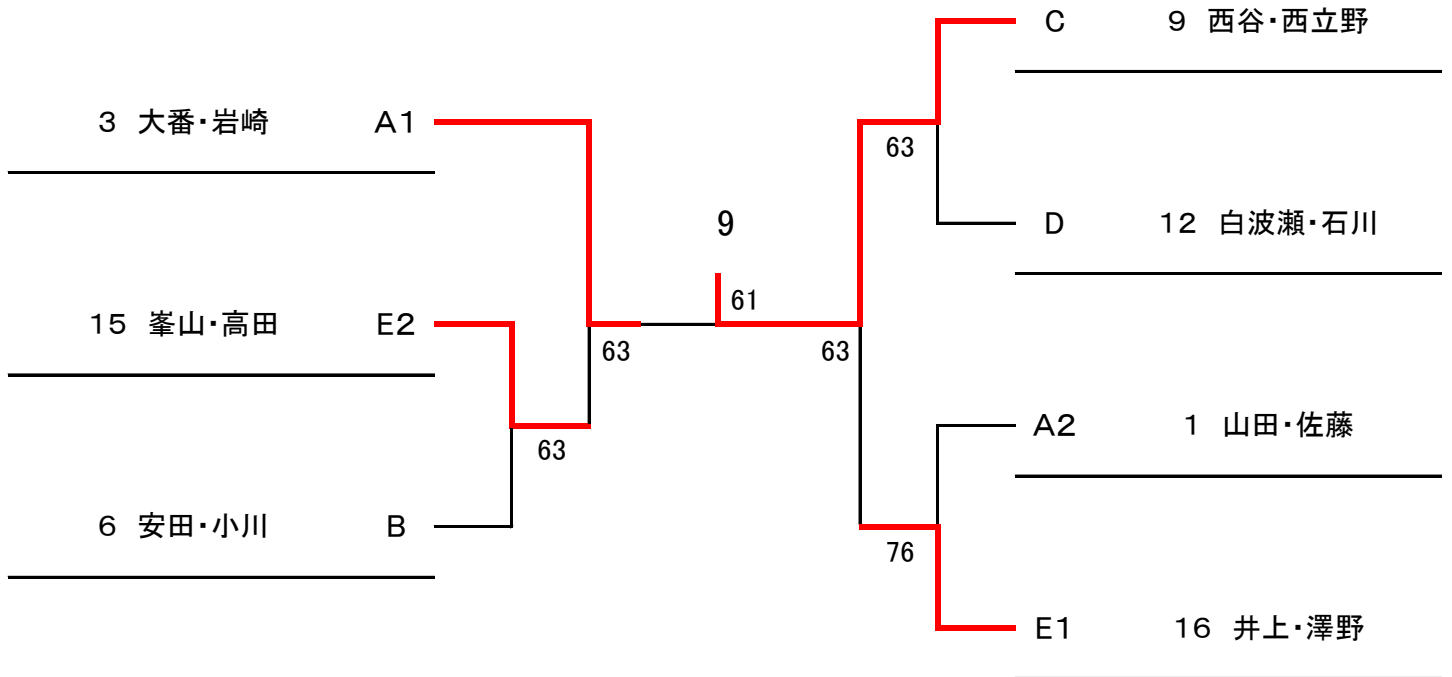 C 9 西谷・西立野
3 大番・岩崎 A1
63
9
D 12 白波瀬・石川
61
15 峯山・高田 E2
63
63
A2 1 山田・佐藤
63
6 安田・小川 B
76
E1 16 井上・澤野